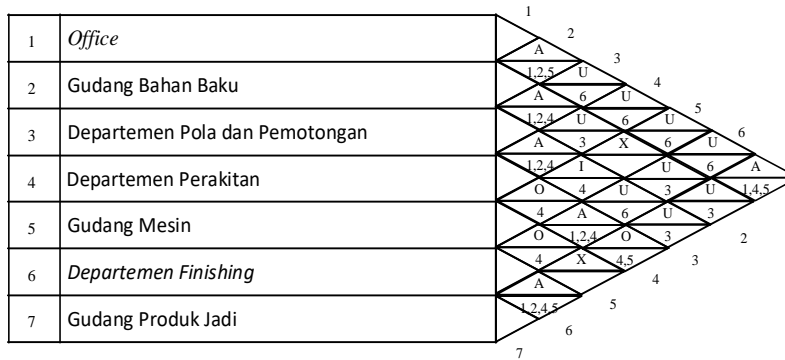 1
2
1 Office
A
3
1,2,5 U
4
2 Gudang Bahan Baku
A 6 U
5
1,2,4 U 6 U
3 Departemen Pola dan Pemotongan
6
A 3 X 6 U
1,2,4 I U 6 A
4 Departemen Perakitan
O 4 U 3 U 1,4,5
4 A 6 U 3
5 Gudang Mesin
2
O 1,2,4 O 3
3
4 X 4,5
6 Departemen Finishing
4
A
5
1,2,4,5
7 Gudang Produk Jadi
6
7